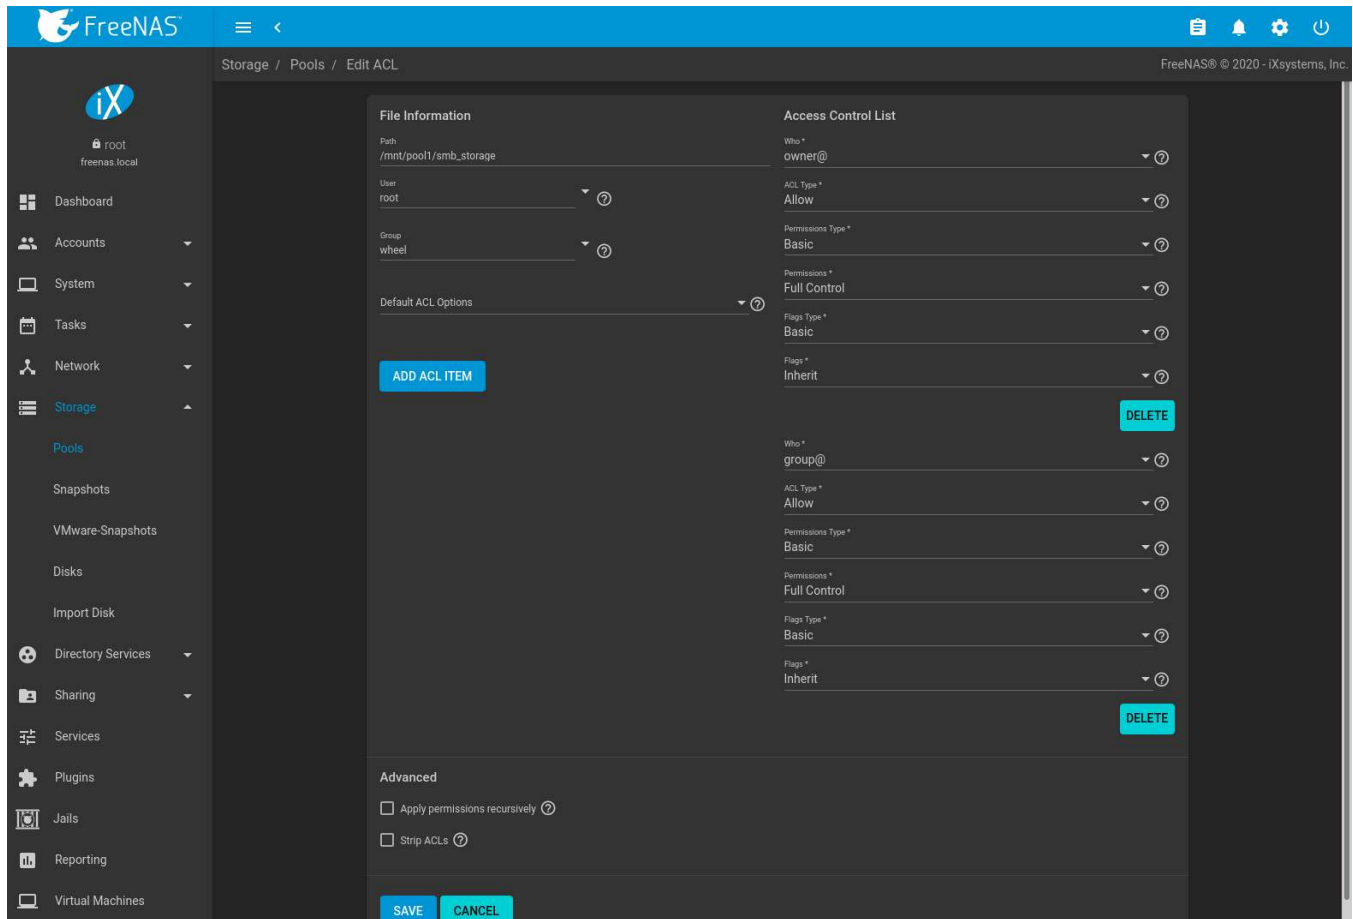 FreeNAS™
Storage / Pools / Edit ACL
FreeNAS® © 2020 - iXsystems, Inc.
iX
root
freenas.local
Dashboard
Accounts
System
Tasks
Network
Storage
Pools
Snapshots
VMware-Snapshots
Disks
Import Disk
Directory Services
Sharing
Services
Plugins
Jails
Reporting
Virtual Machines
File Information
Path
/mnt/pool1/smb_storage
User
root
Group
wheel
Default ACL Options
ADD ACL ITEM
Access Control List
Who *
owner@
ACL Type *
Allow
Permissions Type *
Basic
Permissions *
Full Control
Flags Type *
Basic
Flags *
Inherit
DELETE
Who *
group@
ACL Type *
Allow
Permissions Type *
Basic
Permissions *
Full Control
Flags Type *
Basic
Flags *
Inherit
DELETE
Advanced
Apply permissions recursively
Strip ACLs
SAVE CANCEL